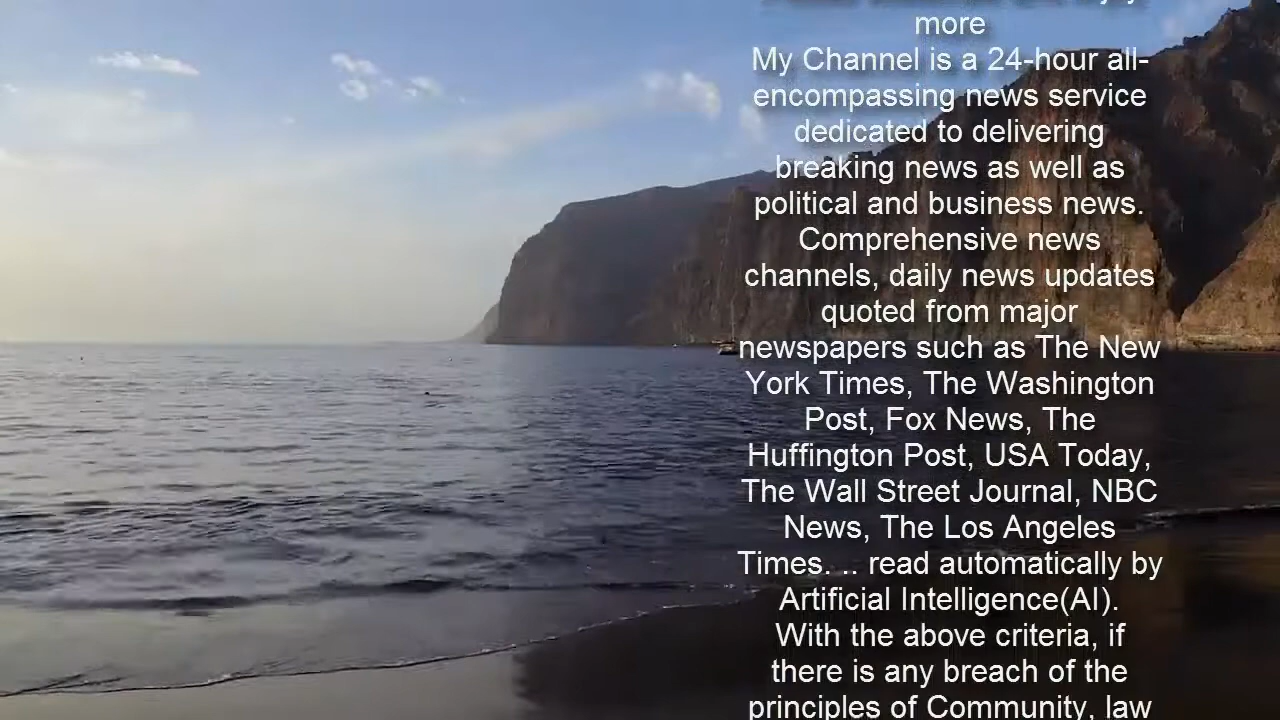 more
My Channel is a 24-hour all-
encompassing news service
dedicated to delivering
breaking news as well as
political and business news.
Comprehensive news
channels, daily news updates
quoted from major
newspapers such as The New
York Times, The Washington
Post, Fox News, The
Huffington Post, USA Today,
The Wall Street Journal, NBC
News, The Los Angeles
Times. .. read automatically by
Artificial Intelligence(AI).
With the above criteria, if
there is any breach of the
principles of Community, law